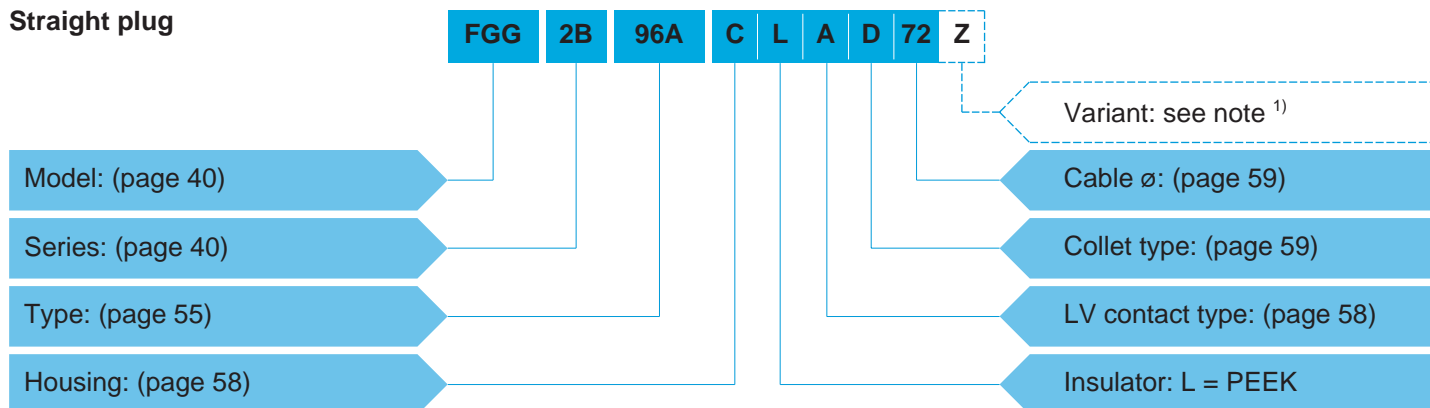 Straight plug
FGG 2B 96A C L A D 72 Z
Variant: see note 1)
Model: (page 40)
Cable ø: (page 59)
Series: (page 40)
Collet type: (page 59)
Type: (page 55)
LV contact type: (page 58)
Housing: (page 58)
Insulator: L = PEEK